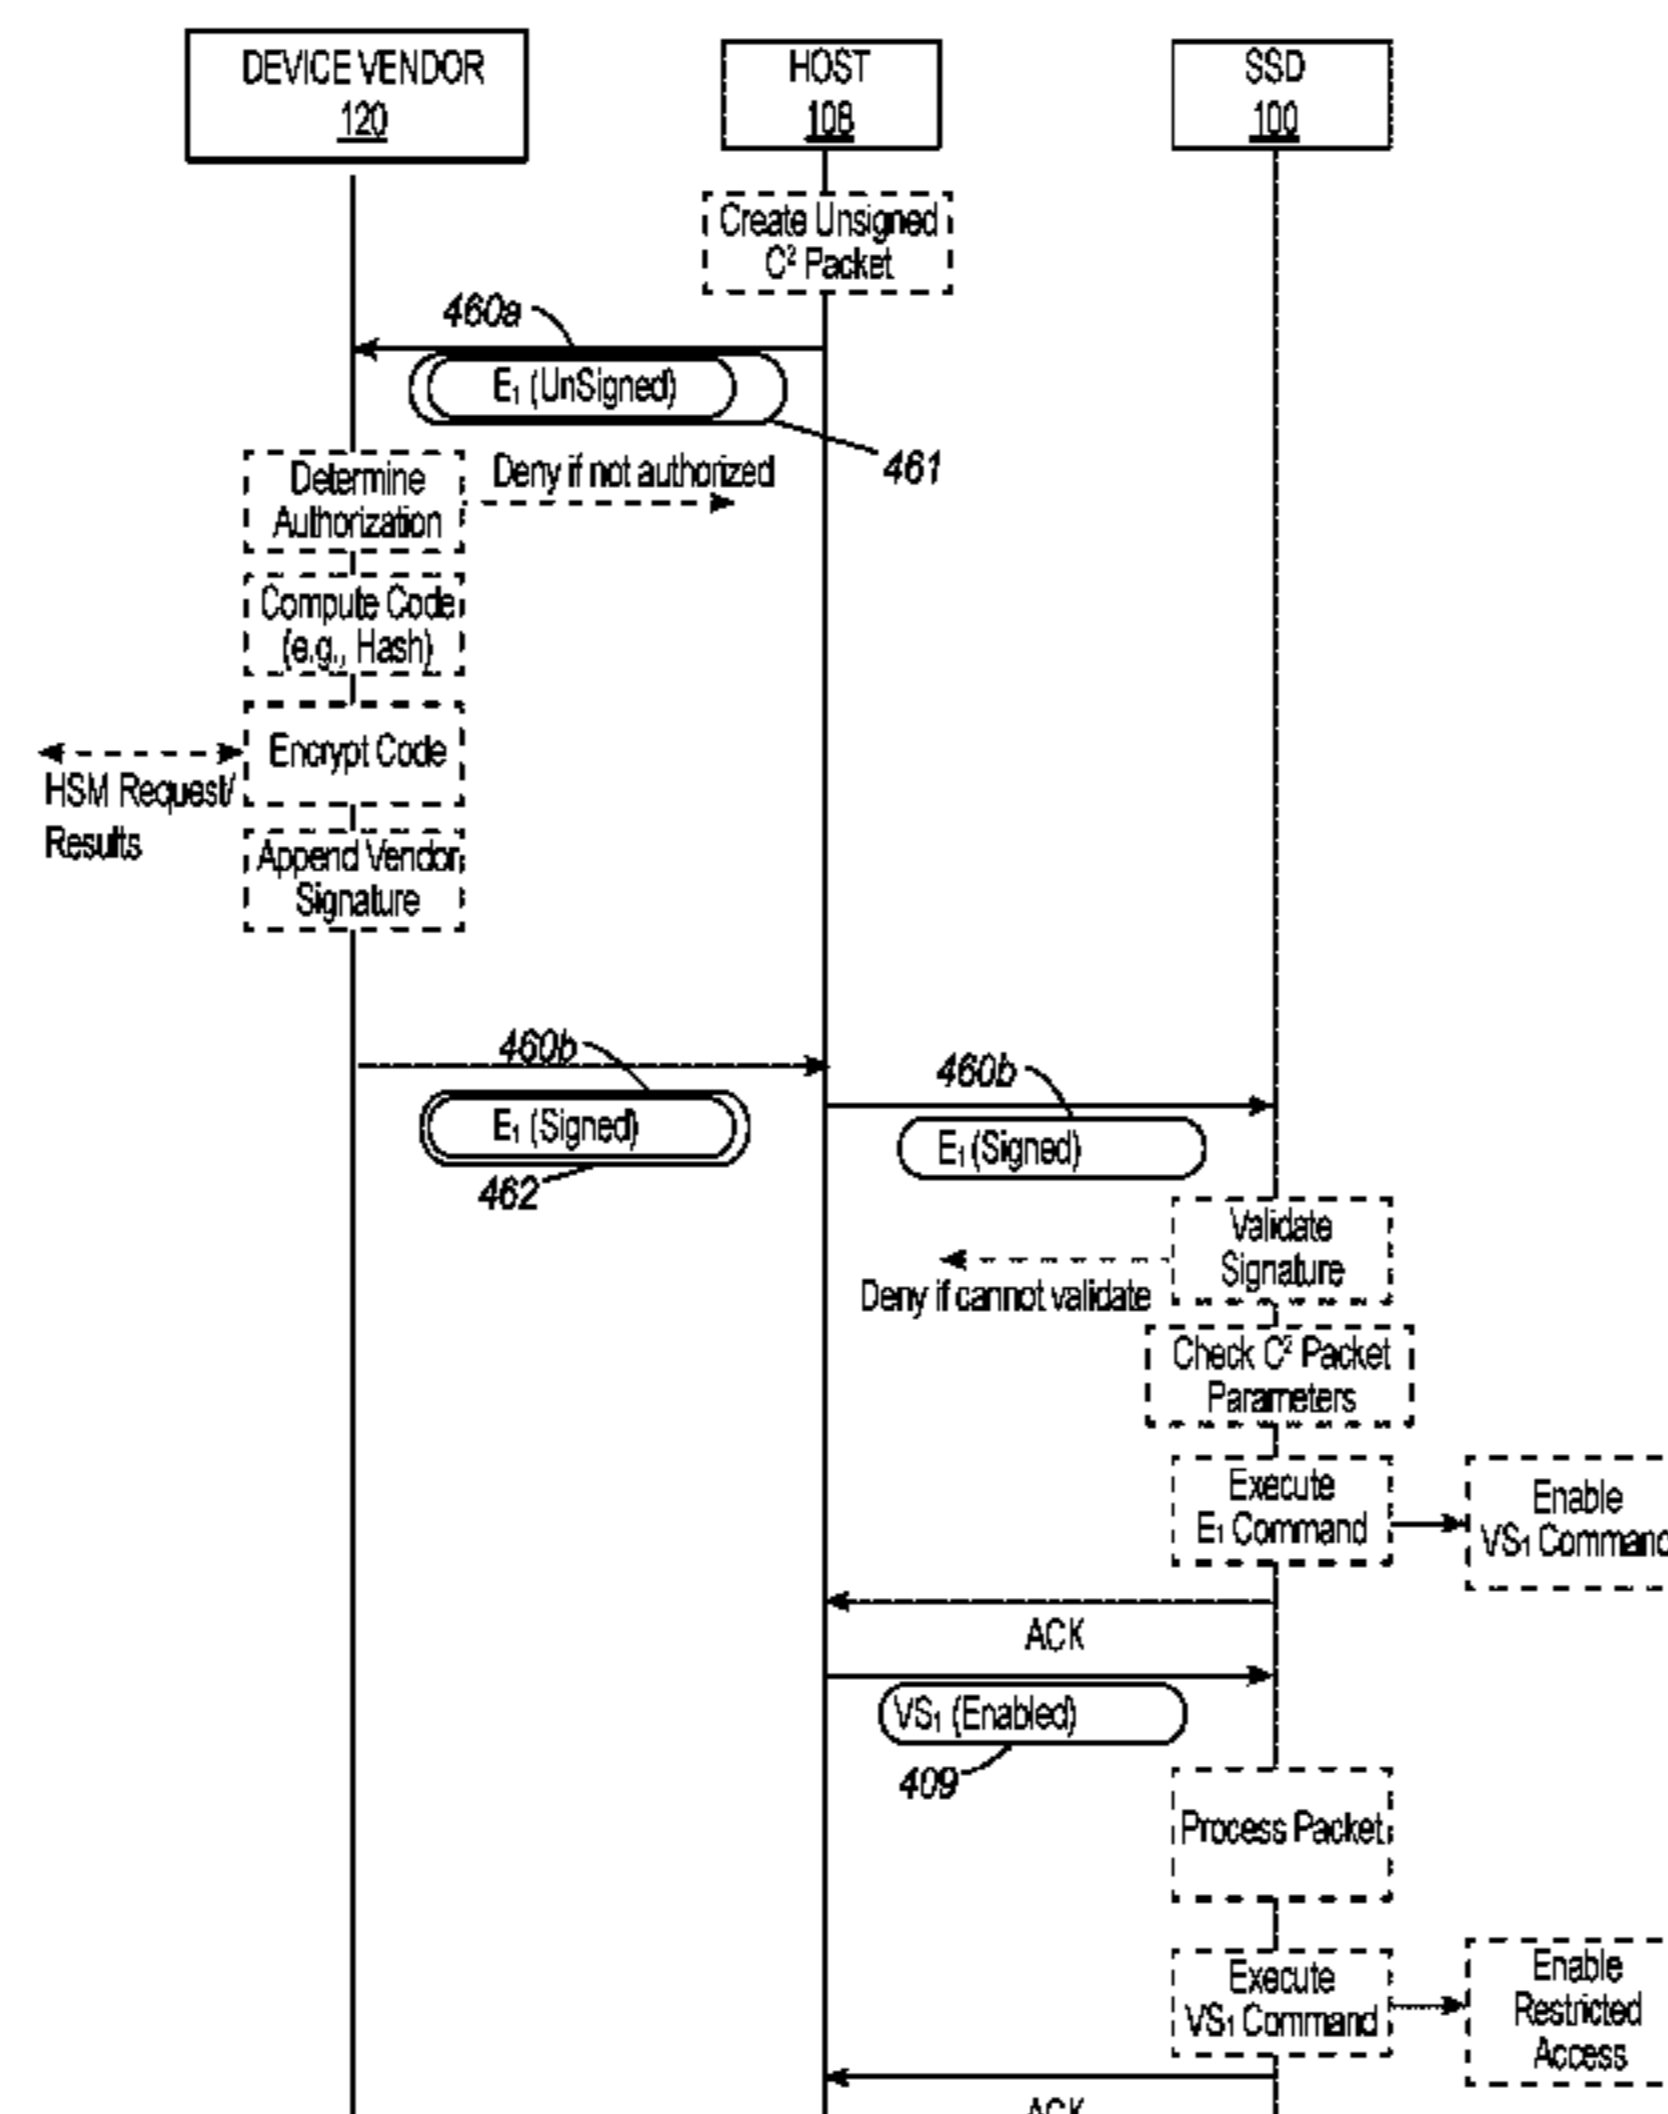 DEVICE VENDOR
120
HOST
108
SSD
100
Create Unsigned
C² Packet
460a
E₁ (UnSigned)
461
Determine
Authorization
Deny if not authorized
Compute Code
(e.g., Hash)
Encrypt Code
HSM Request/
Results
Append Vendor
Signature
460b
E₁ (Signed)
462
460b
E₁ (Signed)
Validate
Signature
Deny if cannot validate
Check C² Packet
Parameters
Execute
E₁ Command
Enable
VS₁ Command
ACK
VS₁ (Enabled)
409
Process Packet
Execute
VS₁ Command
Enable
Restricted
Access
ACK